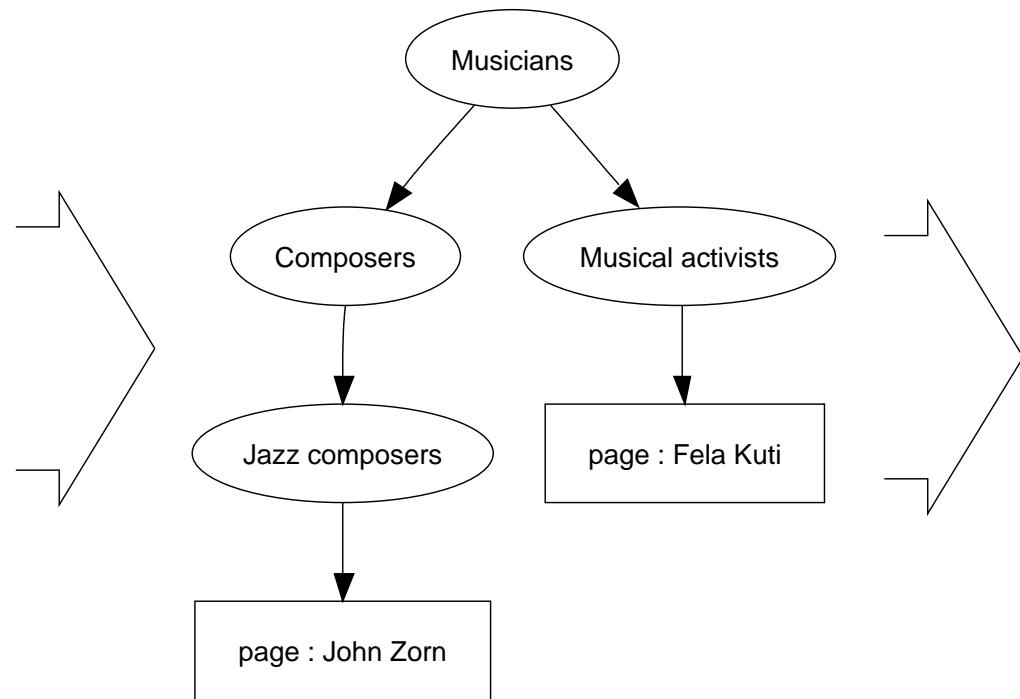 Musicians
Composers
Musical activists
Jazz composers
page : Fela Kuti
page : John Zorn